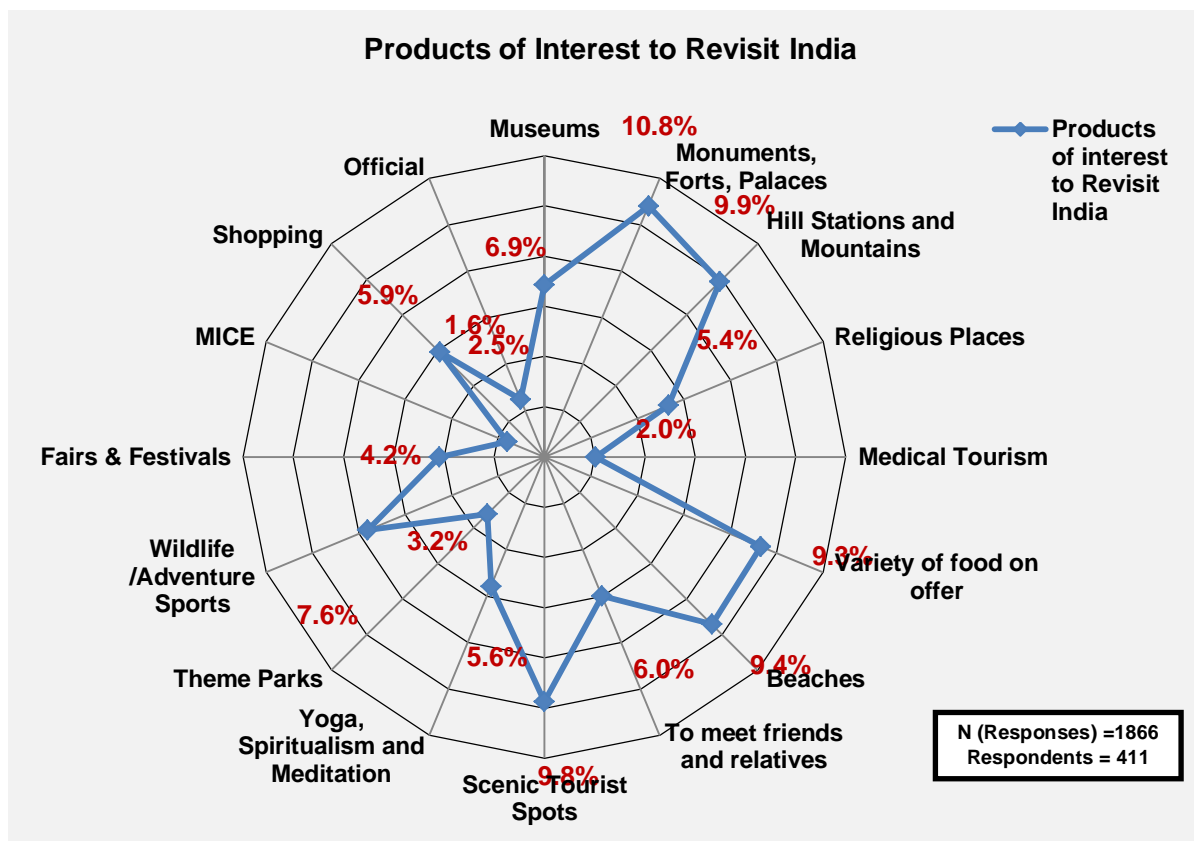 Products of Interest to Revisit India
Museums
10.8%
Monuments,
Forts, Palaces
9.9%
Hill Stations and
Mountains
Religious Places
5.4%
Medical Tourism
2.0%
Variety of food on
offer
9.3%
Beaches
9.4%
To meet friends
and relatives
6.0%
Scenic Tourist
Spots
9.8%
Yoga,
Spiritualism and
Meditation
5.6%
Theme Parks
3.2%
Wildlife
/Adventure
Sports
7.6%
Fairs & Festivals
4.2%
MICE
1.6%
Shopping
5.9%
Official
2.5%
6.9%
Products
of interest
to Revisit
India
N (Responses) =1866
Respondents = 411